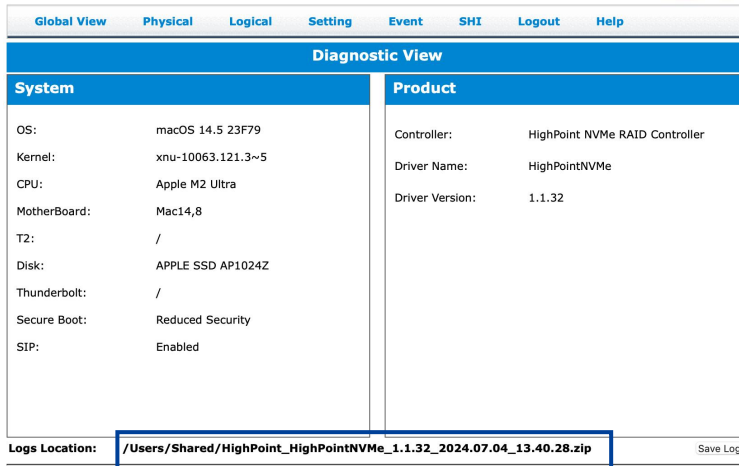 Global View Physical Logical Setting Event SHI Logout Help
Diagnostic View
System
OS: macOS 14.5 23F79
Kernel: xnu-10063.121.3~5
CPU: Apple M2 Ultra
MotherBoard: Mac14,8
T2: /
Disk: APPLE SSD AP1024Z
Thunderbolt: /
Secure Boot: Reduced Security
SIP: Enabled
Product
Controller: HighPoint NVMe RAID Controller
Driver Name: HighPointNVMe
Driver Version: 1.1.32
Logs Location: /Users/Shared/HighPoint_HighPointNVMe_1.1.32_2024.07.04_13.40.28.zip Save Log